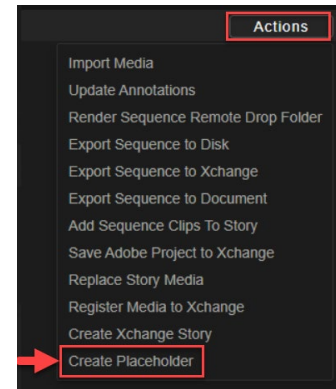 Actions
Import Media
Update Annotations
Render Sequence Remote Drop Folder
Export Sequence to Disk
Export Sequence to Xchange
Export Sequence to Document
Add Sequence Clips To Story
Save Adobe Project to Xchange
Replace Story Media
Register Media to Xchange
Create Xchange Story
Create Placeholder